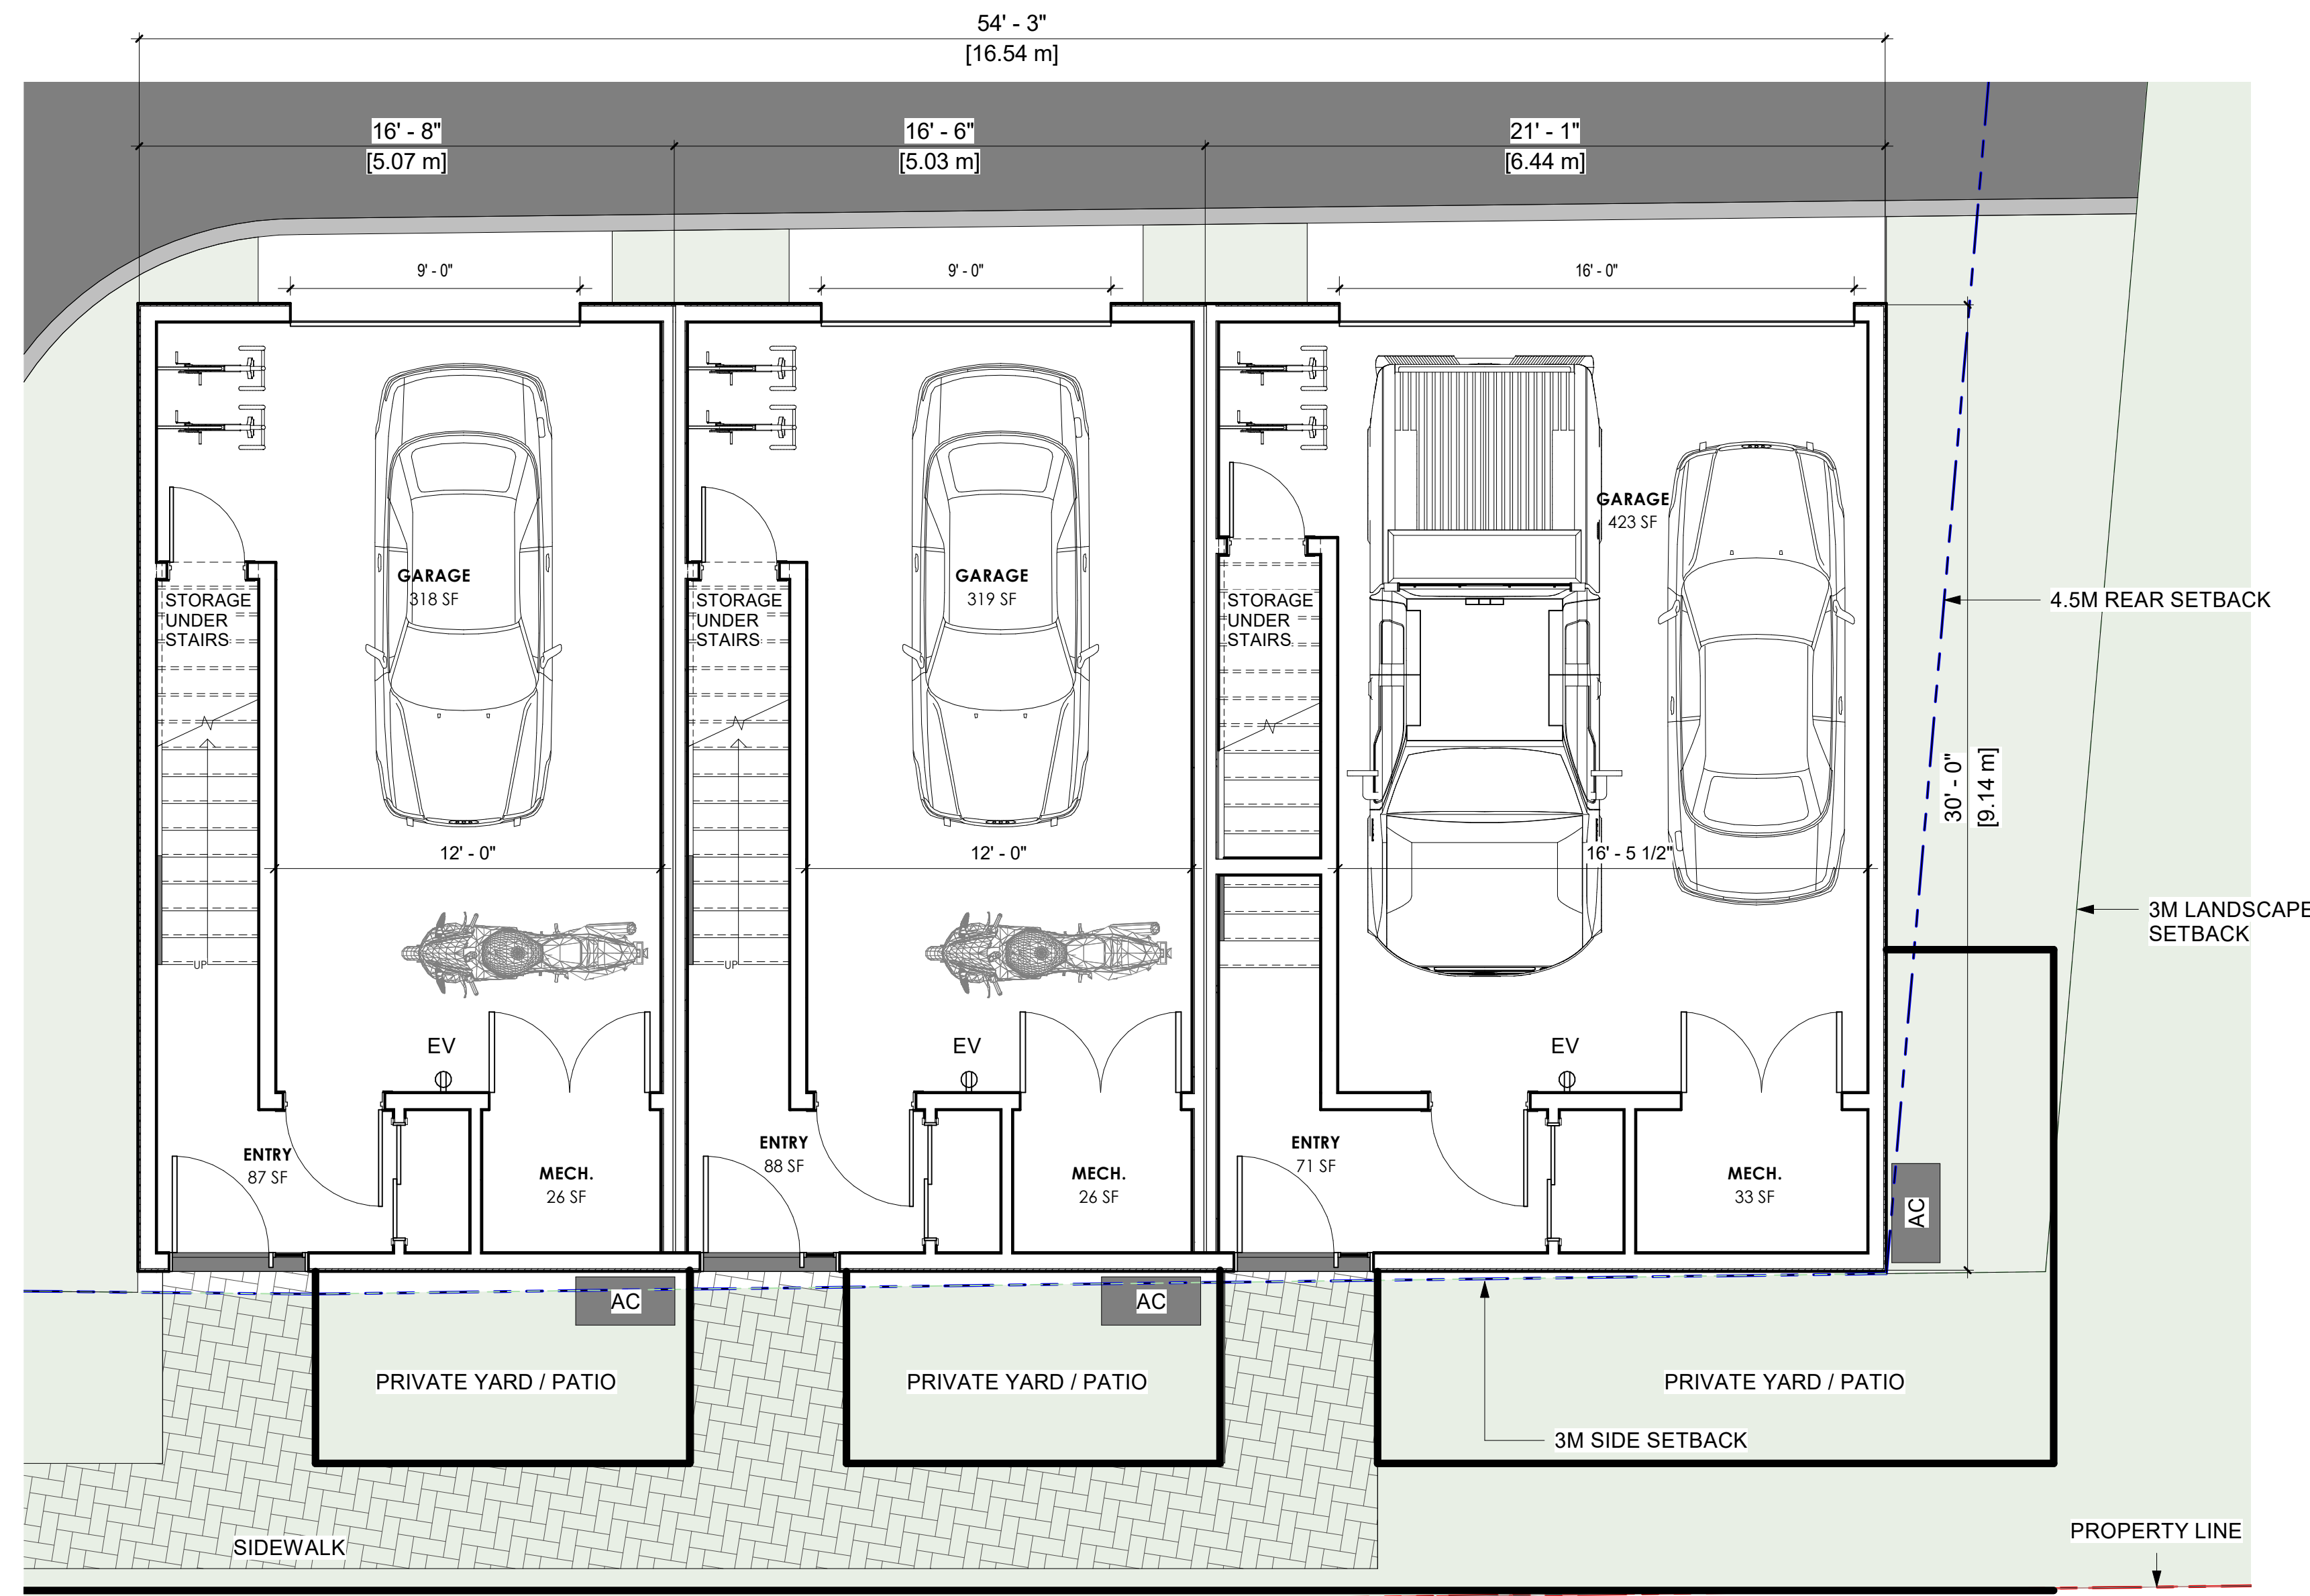 54' - 3"
[16.54 m]
16' - 8"
[5.07 m]
16' - 6"
[5.03 m]
21' - 1"
[6.44 m]
9' - 0"
9' - 0"
16' - 0"
GARAGE
318 SF
GARAGE
319 SF
GARAGE
423 SF
STORAGE
UNDER
STAIRS
STORAGE
UNDER
STAIRS
STORAGE
UNDER
STAIRS
4.5M REAR SETBACK
30' - 0"
[9.14 m]
12' - 0"
12' - 0"
16' - 5 1/2"
3M LANDSCAPE
SETBACK
UP
UP
EV
EV
EV
ENTRY
87 SF
MECH.
26 SF
ENTRY
88 SF
MECH.
26 SF
ENTRY
71 SF
MECH.
33 SF
AC
AC
AC
PRIVATE YARD / PATIO
PRIVATE YARD / PATIO
PRIVATE YARD / PATIO
3M SIDE SETBACK
SIDEWALK
PROPERTY LINE